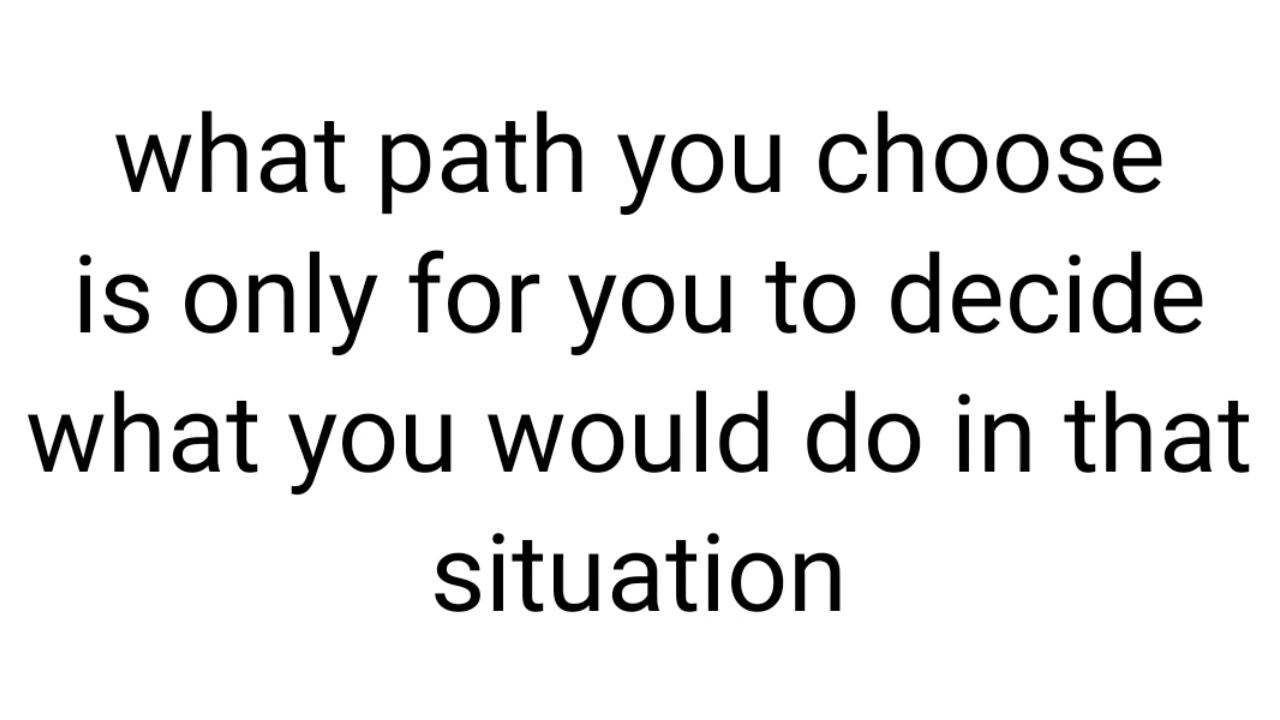 what path you choose
is only for you to decide
what you would do in that
situation